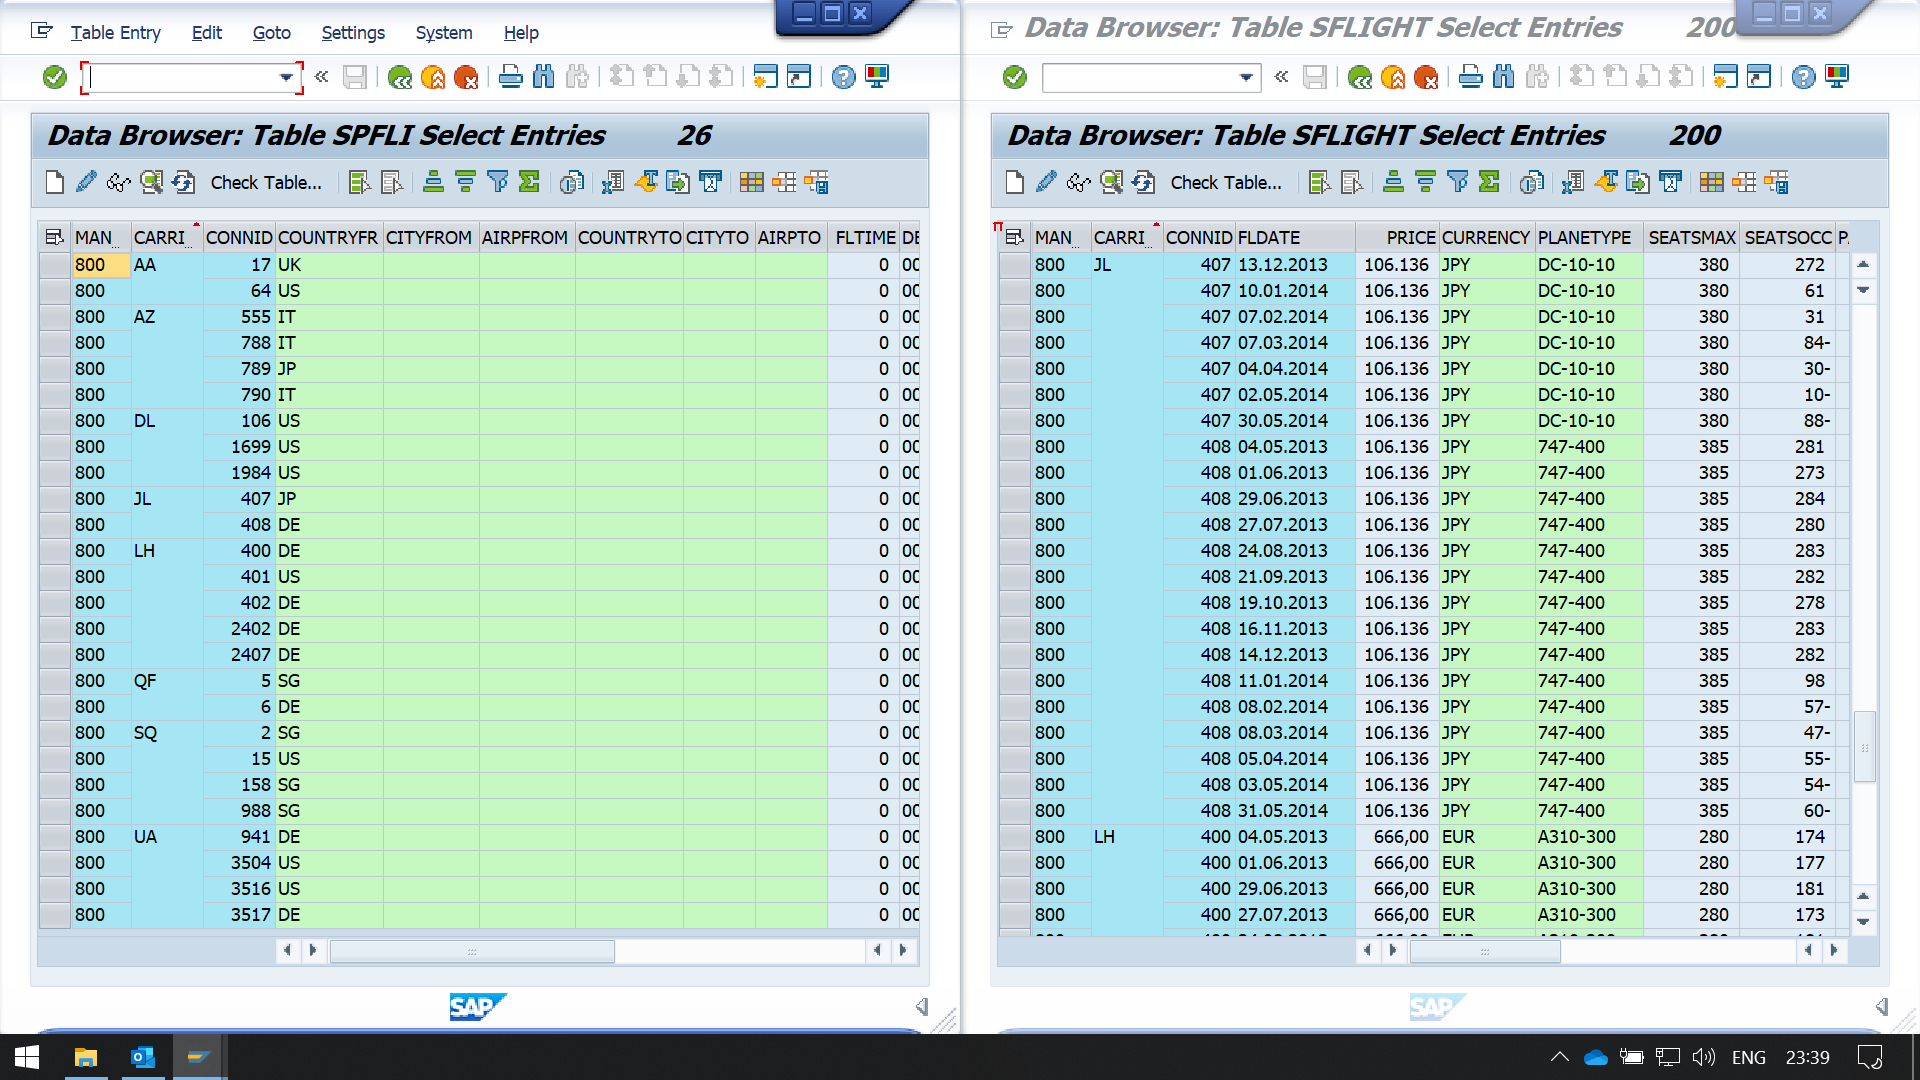 Table Entry Edit Goto Settings System Help
Data Browser: Table SPFLI Select Entries 26
Check Table...
MAN CARRI CONNID COUNTRYFR CITYFROM AIRPFROM COUNTRYTO CITYTO AIRPTO FLTIME DE
800 AA 17 UK 0 00
800 64 US 0 00
800 AZ 555 IT 0 00
800 788 IT 0 00
800 789 JP 0 00
800 790 IT 0 00
800 DL 106 US 0 00
800 1699 US 0 00
800 1984 US 0 00
800 JL 407 JP 0 00
800 408 DE 0 00
800 LH 400 DE 0 00
800 401 US 0 00
800 402 DE 0 00
800 2402 DE 0 00
800 2407 DE 0 00
800 QF 5 SG 0 00
800 6 DE 0 00
800 SQ 2 SG 0 00
800 15 US 0 00
800 158 SG 0 00
800 988 SG 0 00
800 UA 941 DE 0 00
800 3504 US 0 00
800 3516 US 0 00
800 3517 DE 0 00
SAP
Data Browser: Table SFLIGHT Select Entries 200
Data Browser: Table SFLIGHT Select Entries 200
Check Table...
MAN CARRI CONNID FLDATE PRICE CURRENCY PLANETYPE SEATSMAX SEATSOCC
800 JL 407 13.12.2013 106.136 JPY DC-10-10 380 272
800 407 10.01.2014 106.136 JPY DC-10-10 380 61
800 407 07.02.2014 106.136 JPY DC-10-10 380 31
800 407 07.03.2014 106.136 JPY DC-10-10 380 84-
800 407 04.04.2014 106.136 JPY DC-10-10 380 30-
800 407 02.05.2014 106.136 JPY DC-10-10 380 10-
800 407 30.05.2014 106.136 JPY DC-10-10 380 88-
800 408 04.05.2013 106.136 JPY 747-400 385 281
800 408 01.06.2013 106.136 JPY 747-400 385 273
800 408 29.06.2013 106.136 JPY 747-400 385 284
800 408 27.07.2013 106.136 JPY 747-400 385 280
800 408 24.08.2013 106.136 JPY 747-400 385 283
800 408 21.09.2013 106.136 JPY 747-400 385 282
800 408 19.10.2013 106.136 JPY 747-400 385 278
800 408 16.11.2013 106.136 JPY 747-400 385 283
800 408 14.12.2013 106.136 JPY 747-400 385 282
800 408 11.01.2014 106.136 JPY 747-400 385 98
800 408 08.02.2014 106.136 JPY 747-400 385 57-
800 408 08.03.2014 106.136 JPY 747-400 385 47-
800 408 05.04.2014 106.136 JPY 747-400 385 55-
800 408 03.05.2014 106.136 JPY 747-400 385 54-
800 408 31.05.2014 106.136 JPY 747-400 385 60-
800 LH 400 04.05.2013 666,00 EUR A310-300 280 174
800 400 01.06.2013 666,00 EUR A310-300 280 177
800 400 29.06.2013 666,00 EUR A310-300 280 181
800 400 27.07.2013 666,00 EUR A310-300 280 173
SAP
ENG 23:39